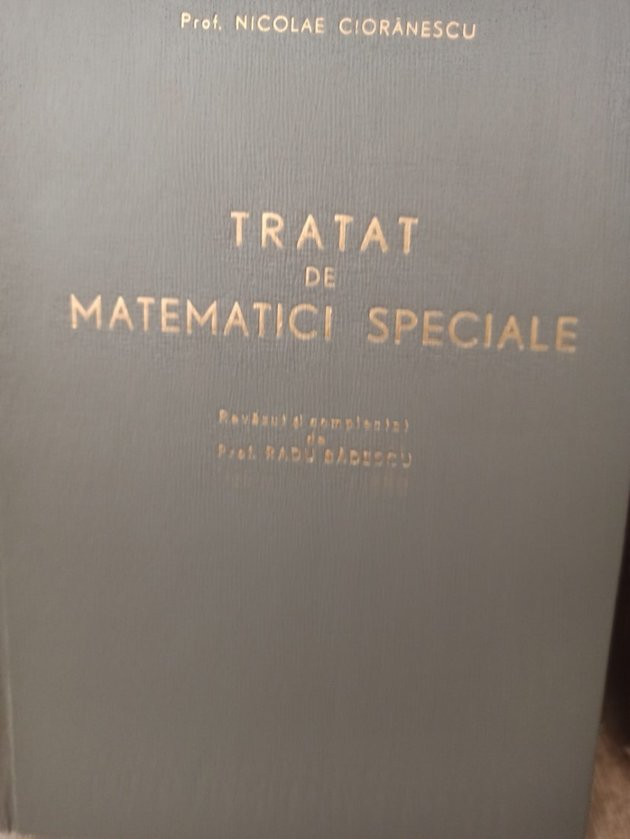 Prof. NICOLAE CIORĂNESCU
TRATAT
DE
MATEMATICI SPECIALE
Revăzut și completat
de
Prof. RADU BĂDESCU